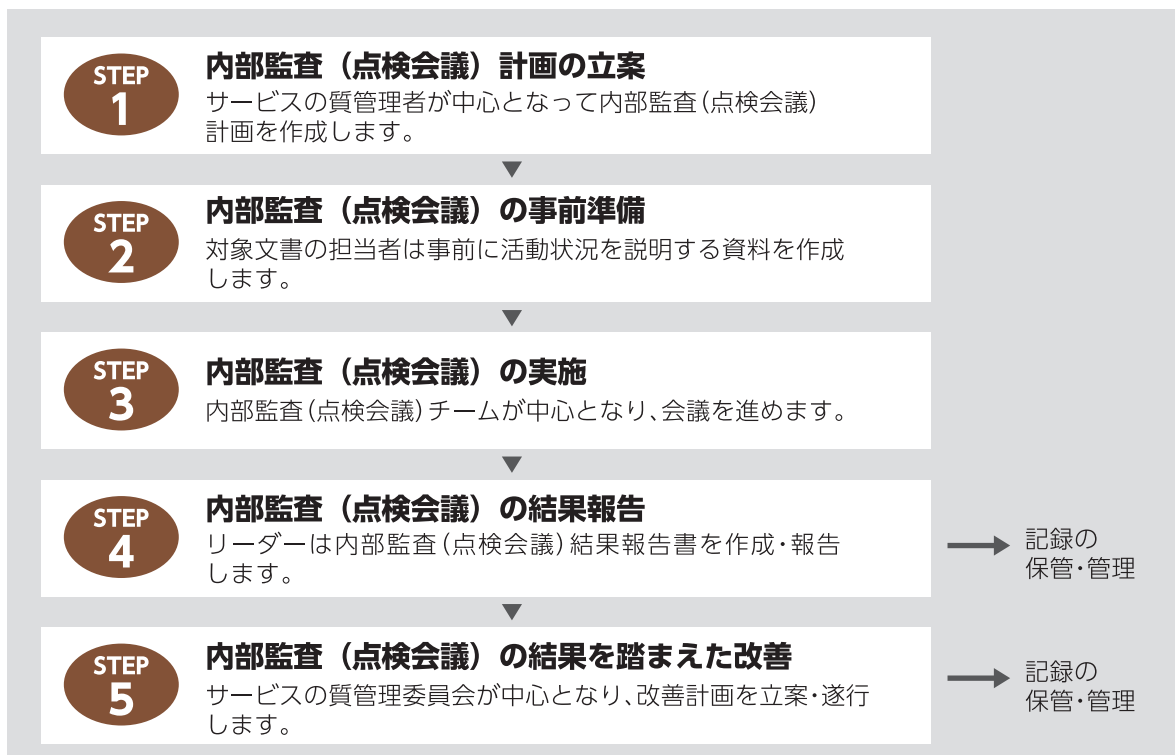 STEP
1
内部監査（点検会議）計画の立案
サービスの質管理者が中心となって内部監査(点検会議)
計画を作成します。
STEP
2
内部監査（点検会議）の事前準備
対象文書の担当者は事前に活動状況を説明する資料を作成
します。
STEP
3
内部監査（点検会議）の実施
内部監査(点検会議)チームが中心となり、会議を進めます。
STEP
4
内部監査（点検会議）の結果報告
リーダーは内部監査(点検会議)結果報告書を作成・報告
します。
記録の
保管・管理
STEP
5
内部監査（点検会議）の結果を踏まえた改善
サービスの質管理委員会が中心となり、改善計画を立案・遂行
します。
記録の
保管・管理